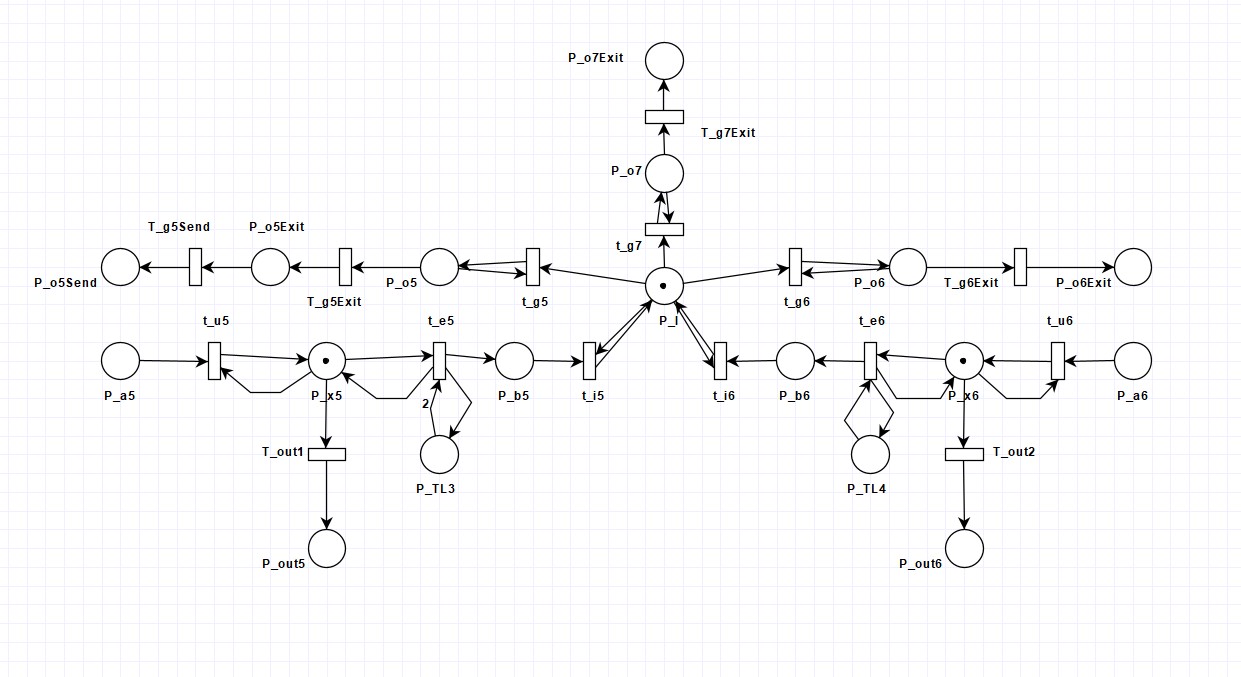 P_o7Exit
T_g7Exit
P_o7
T_g5Send
P_o5Exit
t_g7
P_o5Send
P_o5
P_o6
T_g6Exit
P_o6Exit
T_g5Exit
t_g5
t_g6
t_u5
t_e5
P_I
t_e6
t_u6
P_a5
P_x5
P_b5
t_i5
t_i6
P_b6
P_x6
P_a6
2
T_out1
T_out2
P_TL3
P_TL4
P_out5
P_out6